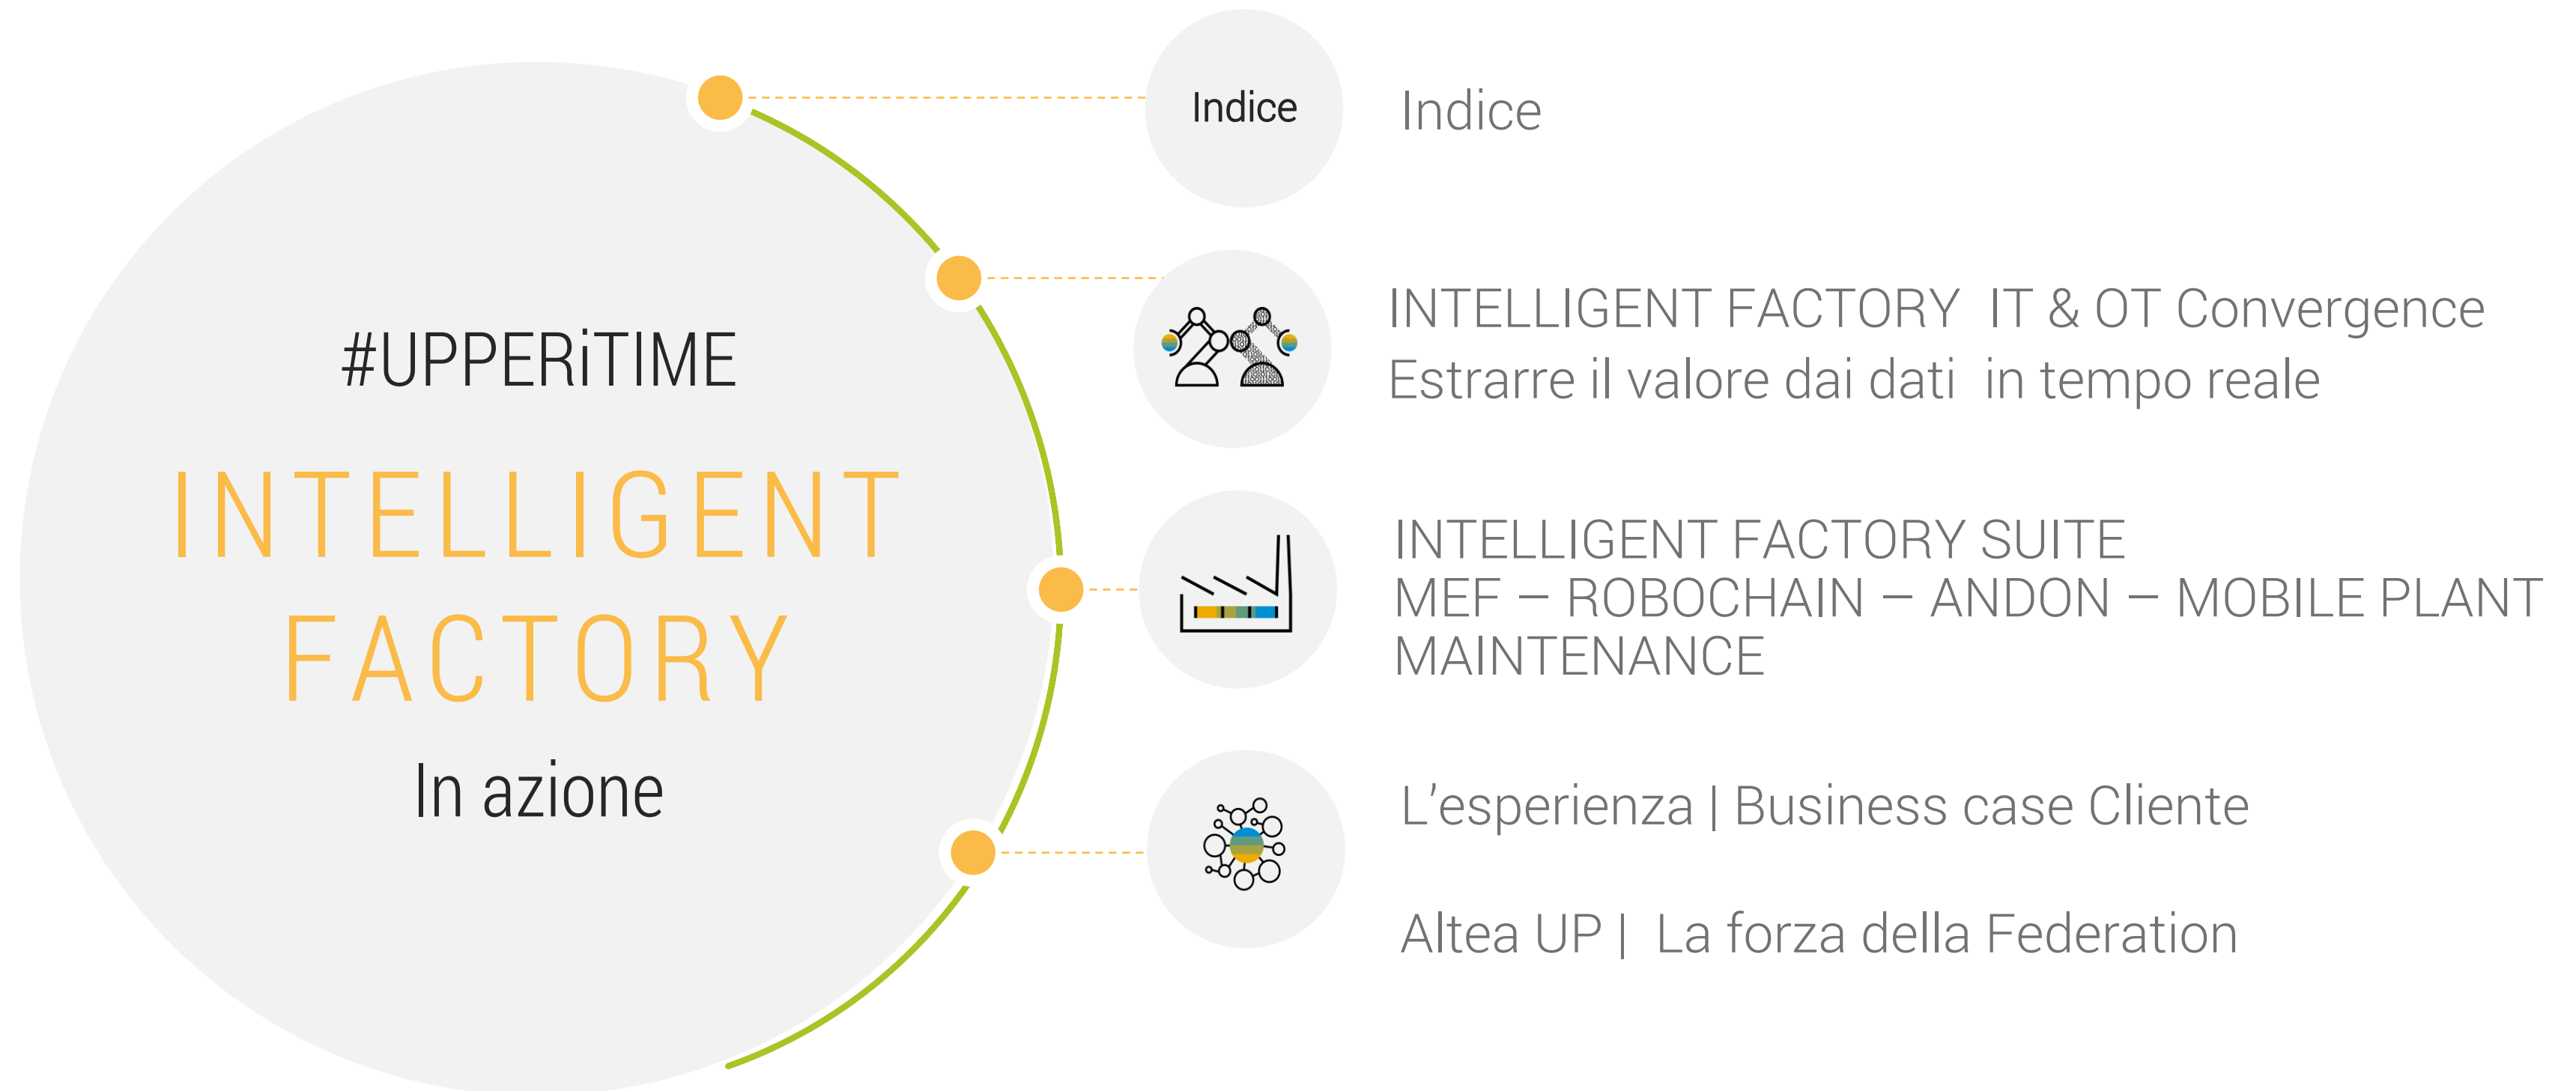 #UPPERiTIME
INTELLIGENT
FACTORY
In azione
Indice
Indice
INTELLIGENT FACTORY IT & OT Convergence
Estrarre il valore dai dati in tempo reale
INTELLIGENT FACTORY SUITE
MEF – ROBOCHAIN – ANDON – MOBILE PLANT
MAINTENANCE
L’esperienza | Business case Cliente
Altea UP | La forza della Federation